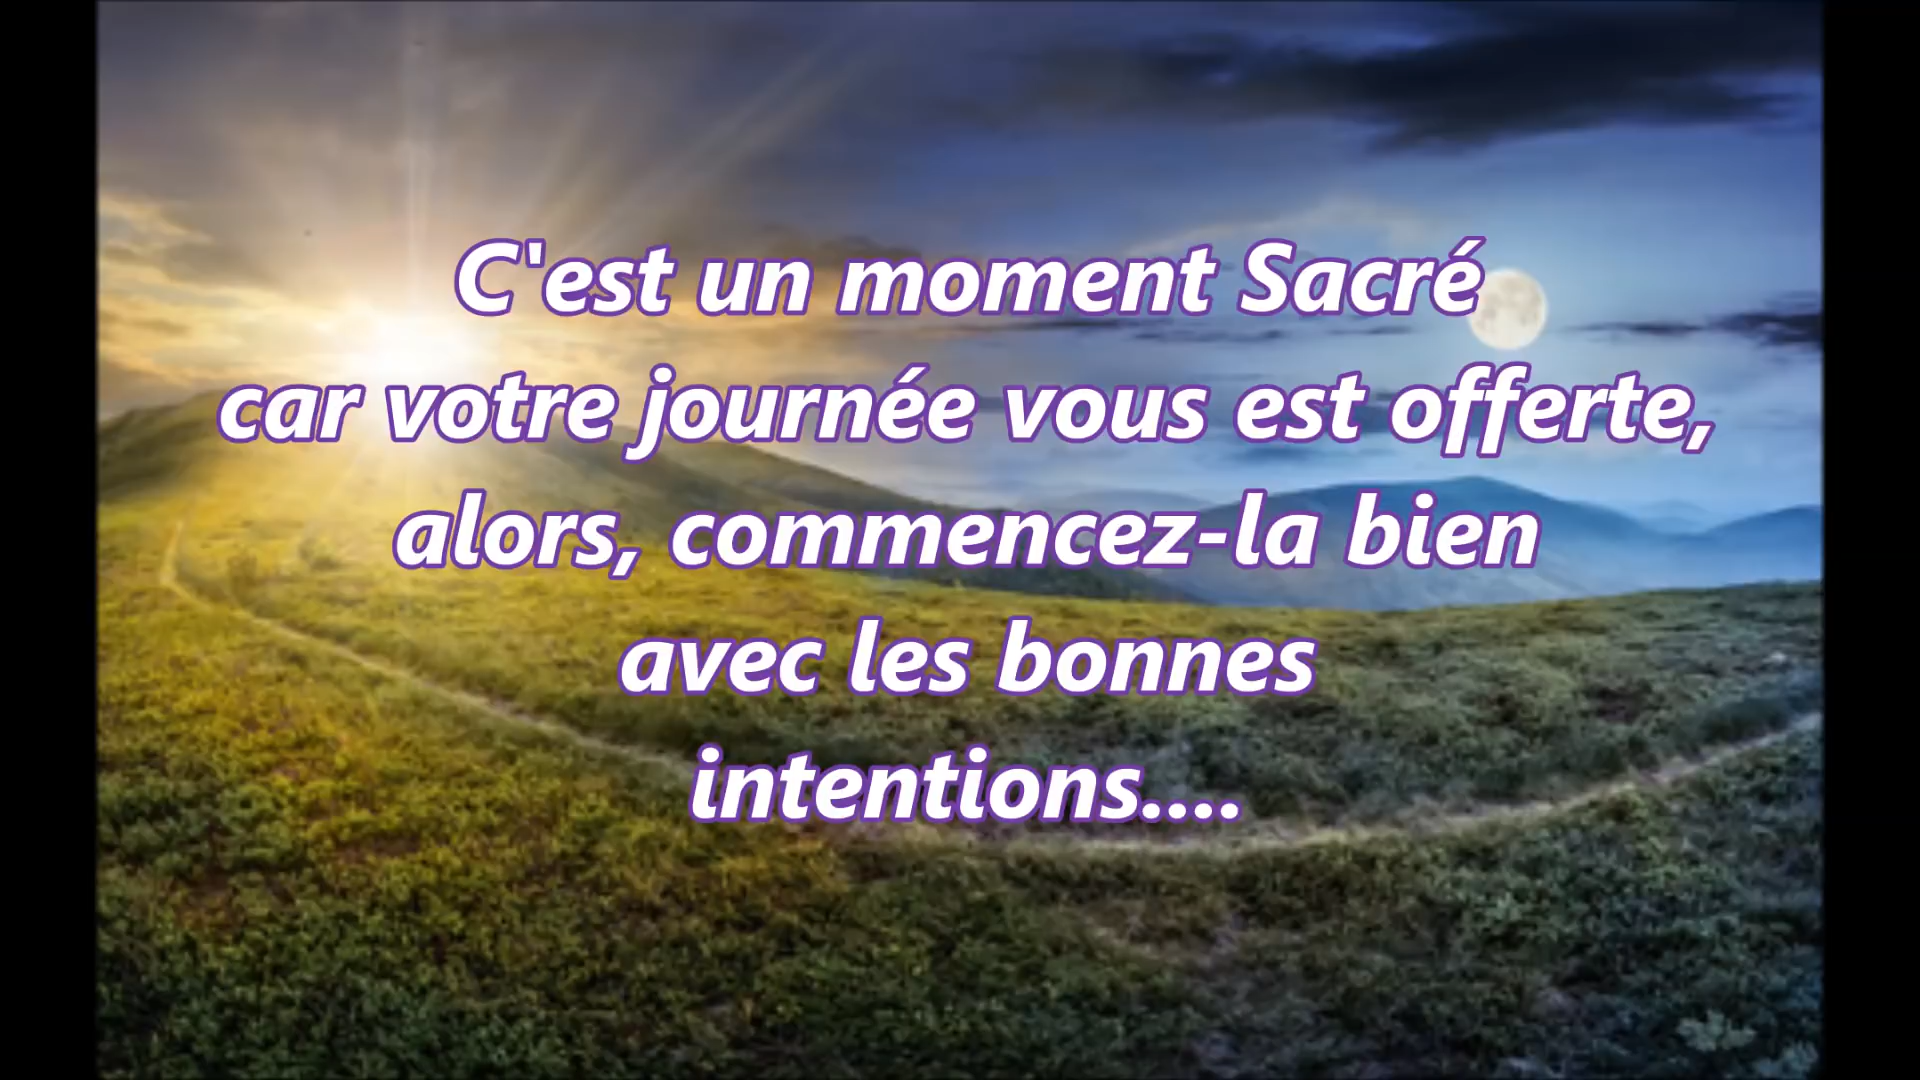 C'est un moment Sacré
car votre journée vous est offerte,
alors, commencez-la bien
avec les bonnes
intentions....